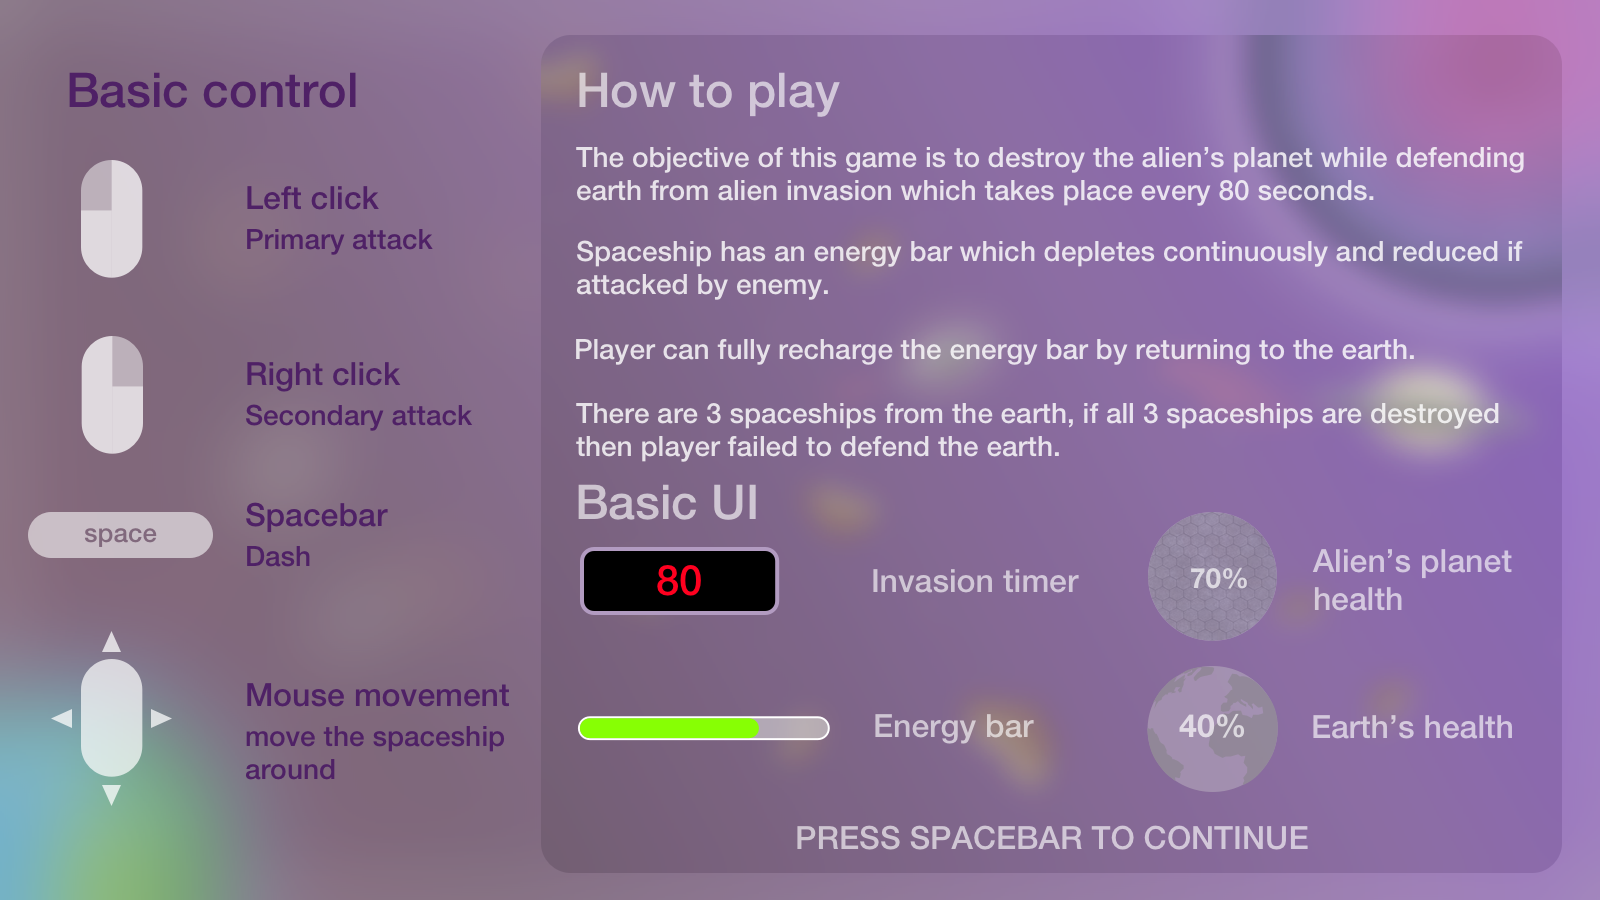 Basic control
Left click
Primary attack
Right click
Secondary attack
space
Spacebar
Dash
Mouse movement
move the spaceship
around
How to play
The objective of this game is to destroy the alien’s planet while defending
earth from alien invasion which takes place every 80 seconds.
Spaceship has an energy bar which depletes continuously and reduced if
attacked by enemy.
Player can fully recharge the energy bar by returning to the earth.
There are 3 spaceships from the earth, if all 3 spaceships are destroyed
then player failed to defend the earth.
Basic UI
80
Invasion timer
70%
Alien’s planet
health
Energy bar
40%
Earth’s health
PRESS SPACEBAR TO CONTINUE